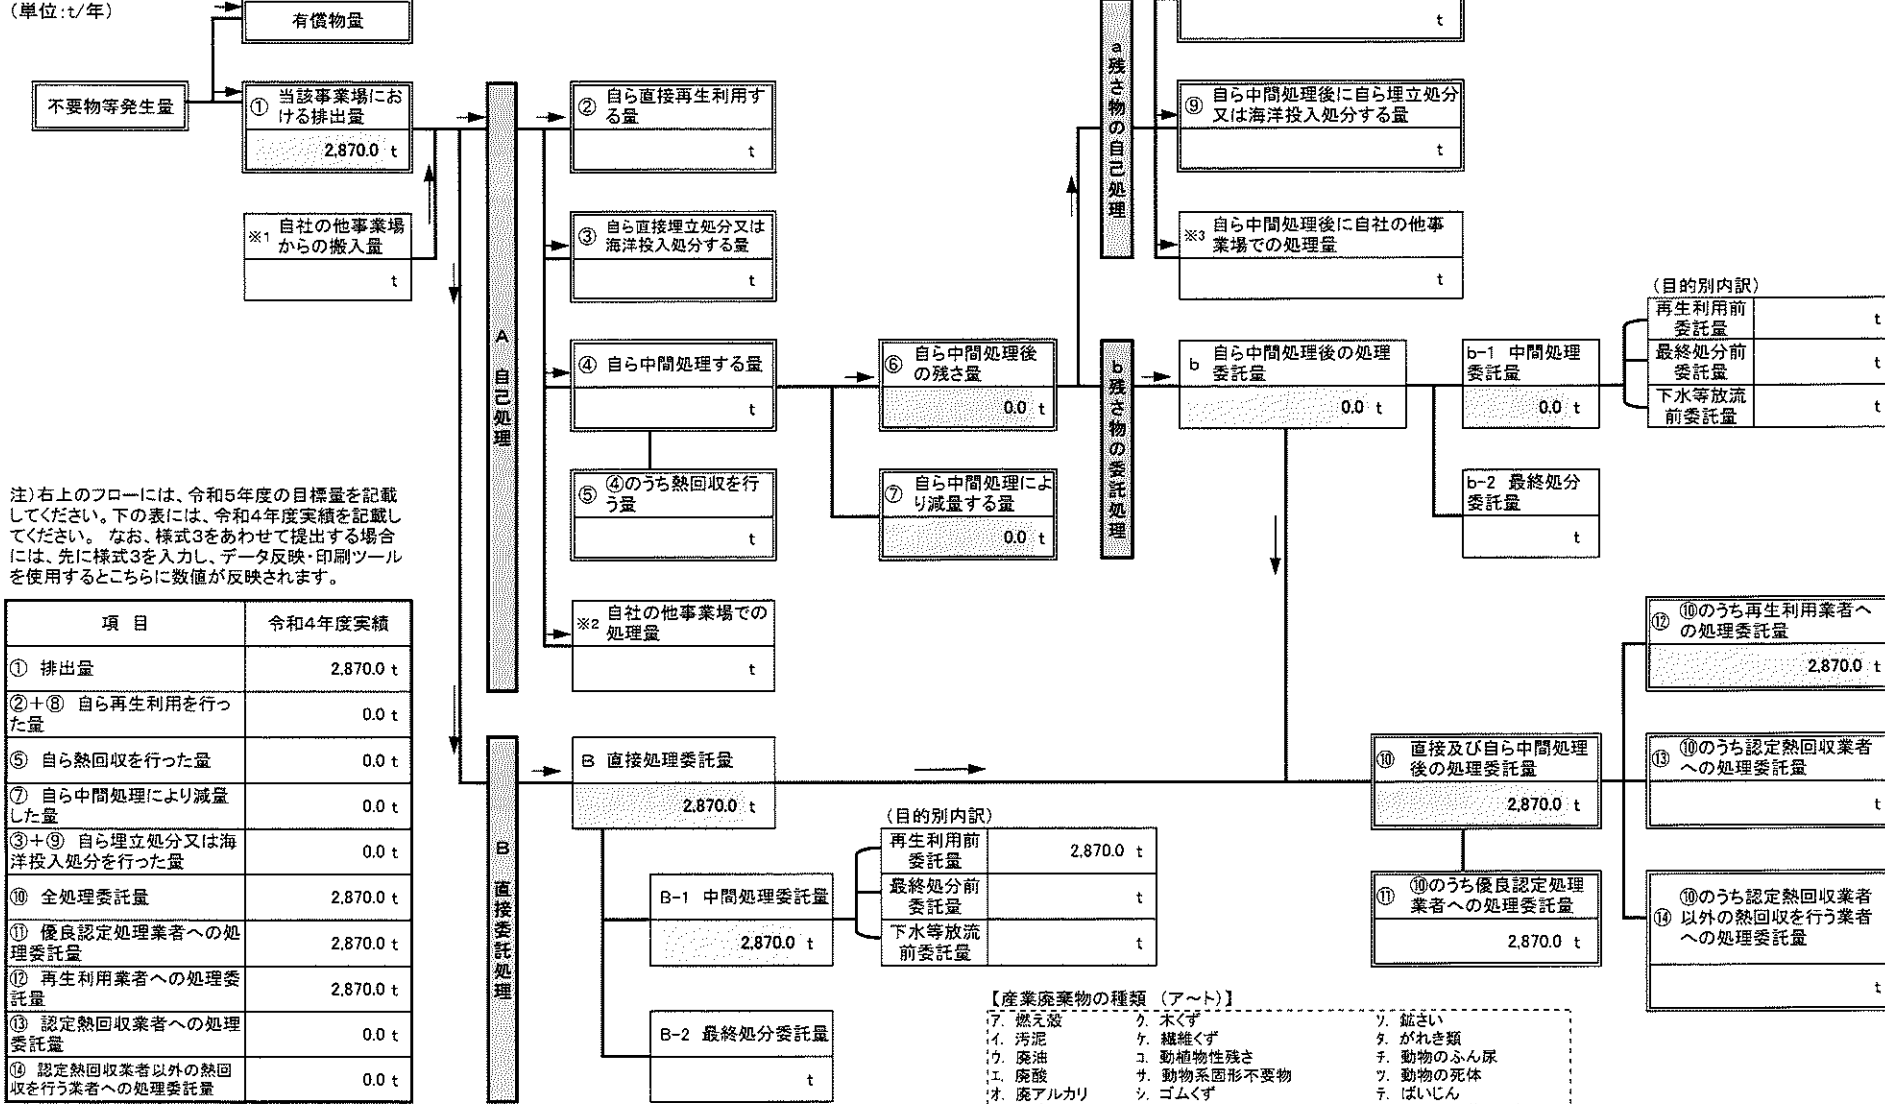 (単位:t/年)
有償物量
不要物等発生量
① 当該事業場にお
ける排出量
2,870.0 t
※1 自社の他事業場
からの搬入量
t
A 自己処理
② 自ら直接再生利用す
る量
t
③ 自ら直接埋立処分又は
海洋投入処分する量
t
④ 自ら中間処理する量
t
⑤ ④のうち熱回収を行
う量
t
※2 自社の他事業場での
処理量
t
⑥ 自ら中間処理後
の残さ量
0.0 t
⑦ 自ら中間処理によ
り減量する量
0.0 t
a 残さ物の自己処理
t
⑨ 自ら中間処理後に自ら埋立処分
又は海洋投入処分する量
t
※3 自ら中間処理後に自社の他事
業場での処理量
t
b 残さ物の委託処理
b 自ら中間処理後の処理
委託量
0.0 t
b-1 中間処理
委託量
0.0 t
b-2 最終処分
委託量
t
(目的別内訳)
再生利用前
委託量
t
最終処分前
委託量
t
下水等放流
前委託量
t
注)右上のフローには、令和5年度の目標量を記載
してください。下の表には、令和4年度実績を記載し
てください。 なお、様式3をあわせて提出する場合
には、先に様式3を入力し、データ反映・印刷ツール
を使用するとこちらに数値が反映されます。
項 目 令和4年度実績
① 排出量 2,870.0 t
②+⑧ 自ら再生利用を行っ
た量 0.0 t
⑤ 自ら熱回収を行った量 0.0 t
⑦ 自ら中間処理により減量
した量 0.0 t
③+⑨ 自ら埋立処分又は海
洋投入処分を行った量 0.0 t
⑩ 全処理委託量 2,870.0 t
⑪ 優良認定処理業者への処
理委託量 2,870.0 t
⑫ 再生利用業者への処理委
託量 2,870.0 t
⑬ 認定熱回収業者への処理
委託量 0.0 t
⑭ 認定熱回収業者以外の熱回
収を行う業者への処理委託量 0.0 t
B 直接委託処理
B 直接処理委託量
2,870.0 t
B-1 中間処理委託量
2,870.0 t
B-2 最終処分委託量
t
(目的別内訳)
再生利用前
委託量
2,870.0 t
最終処分前
委託量
t
下水等放流
前委託量
t
⑩ 直接及び自ら中間処理
後の処理委託量
2,870.0 t
⑪ ⑩のうち優良認定処理
業者への処理委託量
2,870.0 t
⑫ ⑩のうち再生利用業者へ
の処理委託量
2,870.0 t
⑬ ⑩のうち認定熱回収業者
への処理委託量
t
⑭ ⑩のうち認定熱回収業者
以外の熱回収を行う業者
への処理委託量
t
【産業廃棄物の種類 (ア~ト)】
ア. 燃え殻 ク. 木くず ソ. 鉱さい
イ. 汚泥 ケ. 繊維くず タ. がれき類
ウ. 廃油 コ. 動植物性残さ チ. 動物のふん尿
エ. 廃酸 サ. 動物系固形不要物 ツ. 動物の死体
オ. 廃アルカリ シ. ゴムくず テ. ばいじん